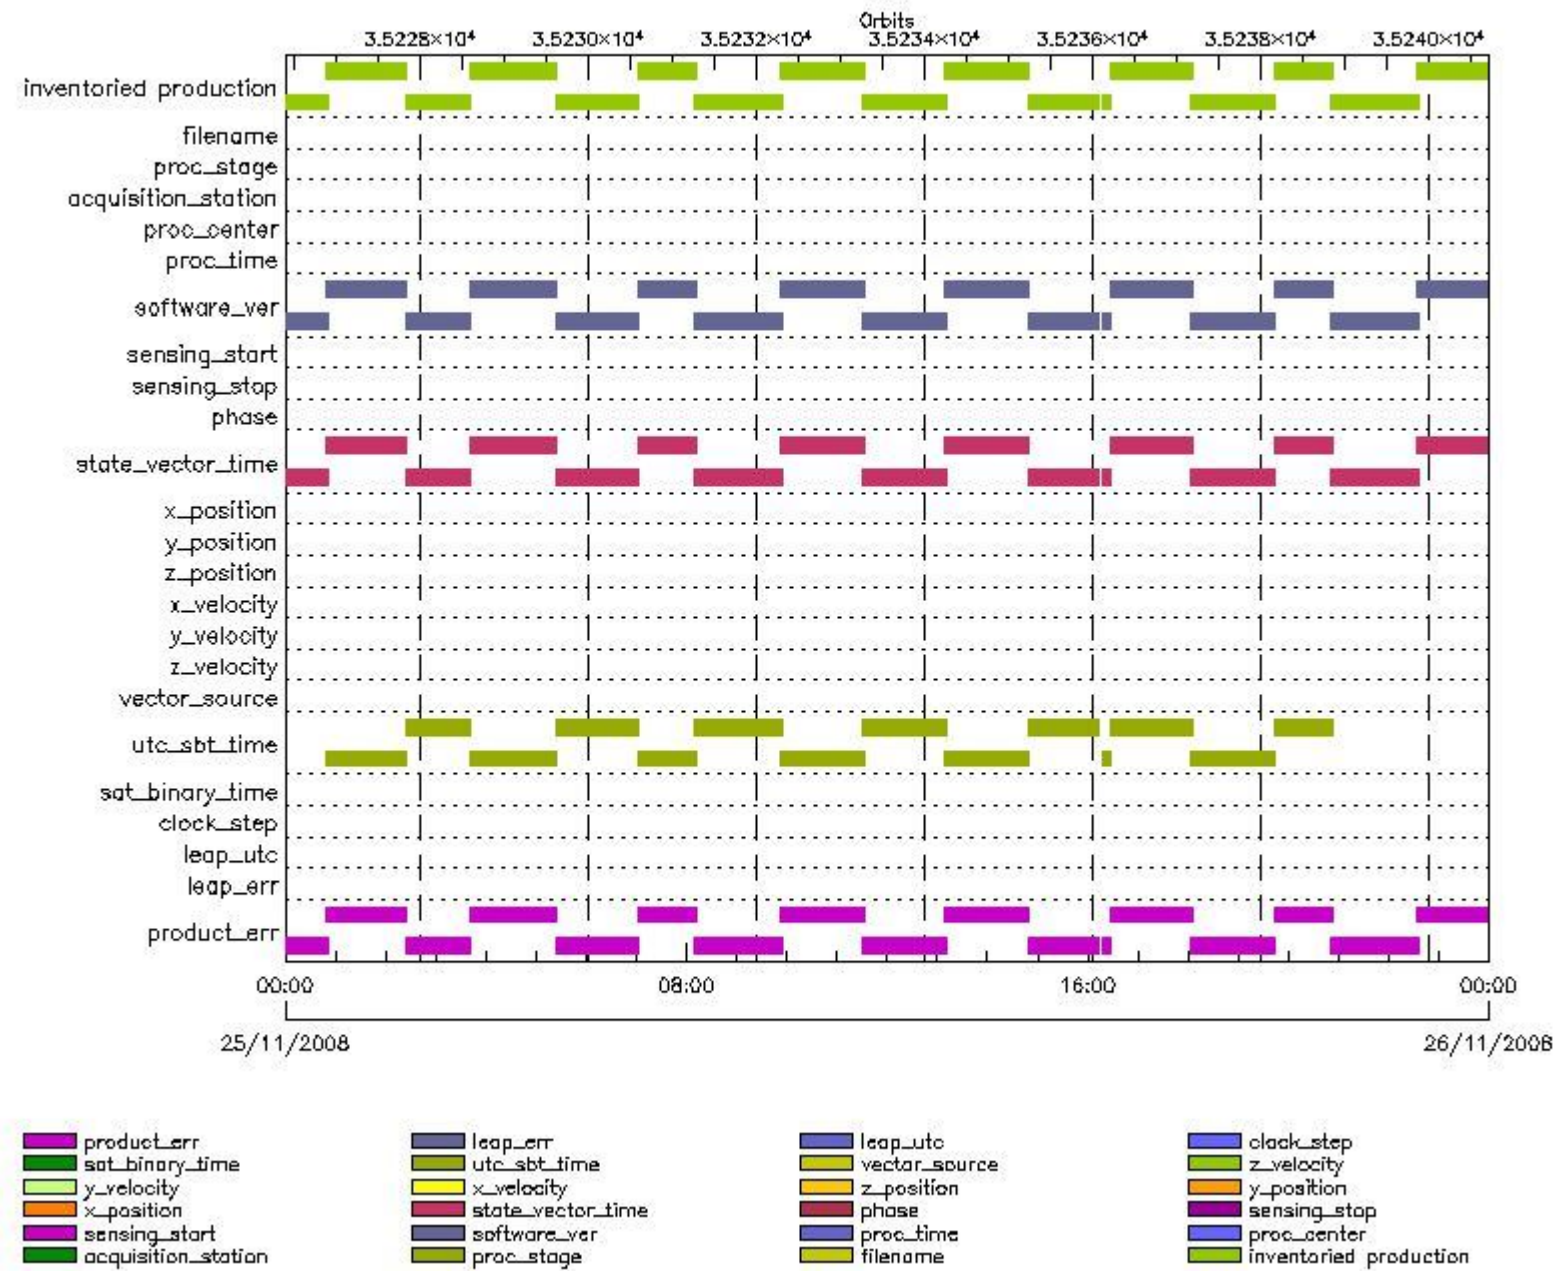 Orbits
3.5228×10⁴ 3.5230×10⁴ 3.5232×10⁴ 3.5234×10⁴ 3.5236×10⁴ 3.5238×10⁴ 3.5240×10⁴
inventoried production
filename
proc_stage
acquisition_station
proc_center
proc_time
software_ver
sensing_start
sensing_stop
phase
state_vector_time
x_position
y_position
z_position
x_velocity
y_velocity
z_velocity
vector_source
utc_sbt_time
sat_binary_time
clock_step
leap_utc
leap_err
product_err
00:00 08:00 16:00 00:00
25/11/2008 26/11/2008
product_err leap_err leap_utc clock_step
sat_binary_time utc_sbt_time vector_source z_velocity
y_velocity x_velocity z_position y_position
x_position state_vector_time phase sensing_stop
sensing_start software_ver proc_time proc_center
acquisition_station proc_stage filename inventoried production